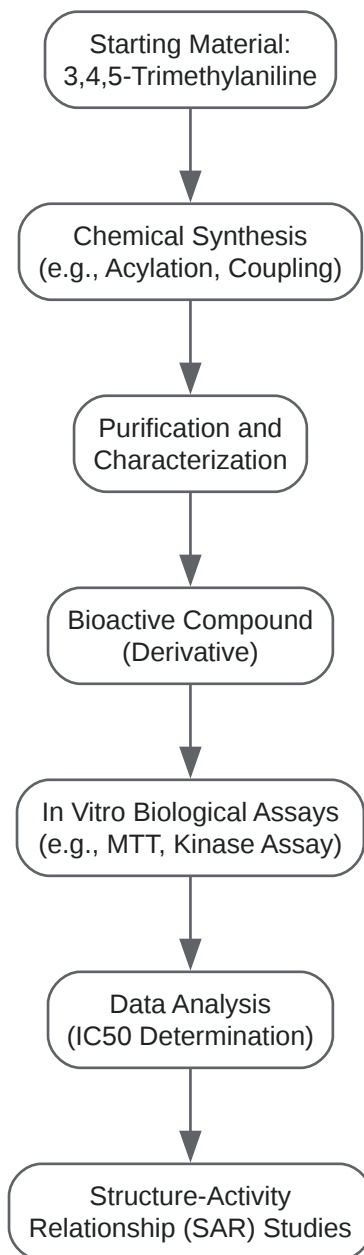 Starting Material:
3,4,5-Trimethylaniline
Chemical Synthesis
(e.g., Acylation, Coupling)
Purification and
Characterization
Bioactive Compound
(Derivative)
In Vitro Biological Assays
(e.g., MTT, Kinase Assay)
Data Analysis
(IC50 Determination)
Structure-Activity
Relationship (SAR) Studies